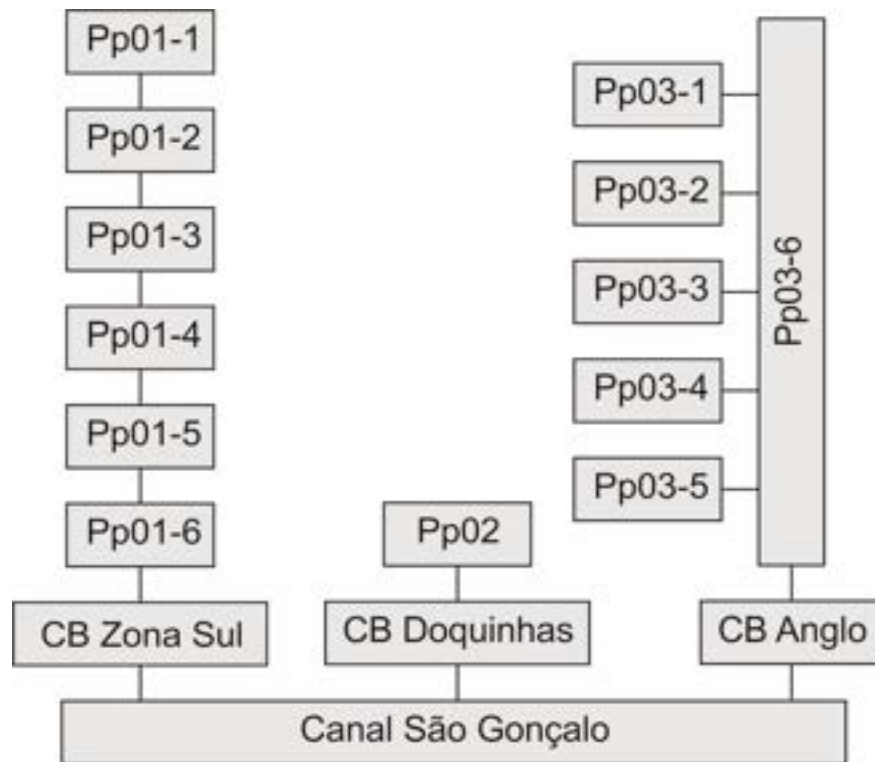 Pp01-1
Pp01-2
Pp01-3
Pp01-4
Pp01-5
Pp01-6
CB Zona Sul
Pp02
CB Doquinhas
Pp03-1
Pp03-2
Pp03-3
Pp03-4
Pp03-5
Pp03-6
CB Anglo
Canal São Gonçalo